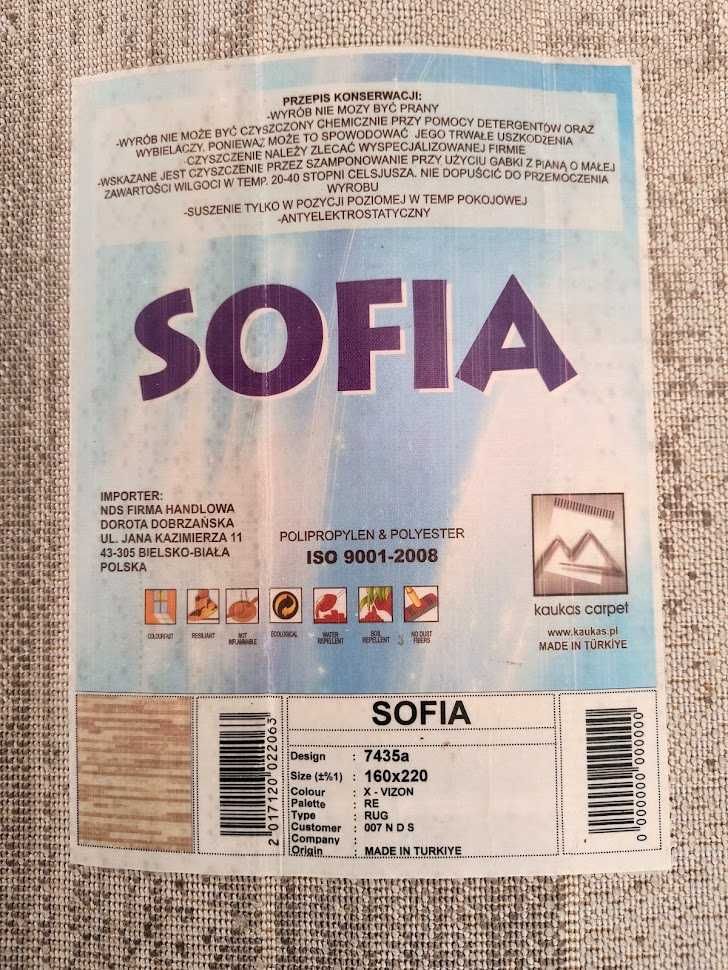 PRZEPIS KONSERWACJI:
-WYRÓB NIE MOZY BYĆ PRANY
-WYRÓB NIE MOŻE BYĆ CZYSZCZONY CHEMICZNIE PRZY POMOCY DETERGENTÓW ORAZ
WYBIELACZY, PONIEWAŻ MOŻE TO SPOWODOWAĆ JEGO TRWAŁE USZKODZENIA
-CZYSZCZENIE NALEŻY ZLECAĆ WYSPECJALIZOWANEJ FIRMIE
-WSKAZANE JEST CZYSZCZENIE PRZEZ SZAMPONOWANIE PRZY UŻYCIU GĄBKI Z PIANĄ O MAŁEJ
ZAWARTOŚCI WILGOCI W TEMP. 20-40 STOPNI CELSJUSZA. NIE DOPUŚCIĆ DO PRZEMOCZENIA
WYROBU
-SUSZENIE TYLKO W POZYCJI POZIOMEJ W TEMP POKOJOWEJ
-ANTYELEKTROSTATYCZNY
SOFIA
IMPORTER:
NDS FIRMA HANDLOWA
DOROTA DOBRZAŃSKA
UL. JANA KAZIMIERZA 11
43-305 BIELSKO-BIAŁA
POLSKA
POLIPROPYLEN & POLYESTER
ISO 9001-2008
COLOURFAST
RESILIANT
NOT INFLAMMABLE
ECOLOGICAL
WATER REPELLENT
SOIL REPELLENT
NO DUST FIBERS
kaukas carpet
www.kaukas.pl
MADE IN TÜRKİYE
2 017120 022063
SOFIA
-
Design : 7435a
Size (±%1) : 160x220
Colour : X - VIZON
Palette : RE
Type : RUG
Customer : 007 N D S
Company :
Origin : MADE IN TURKIYE
0 000000 000000